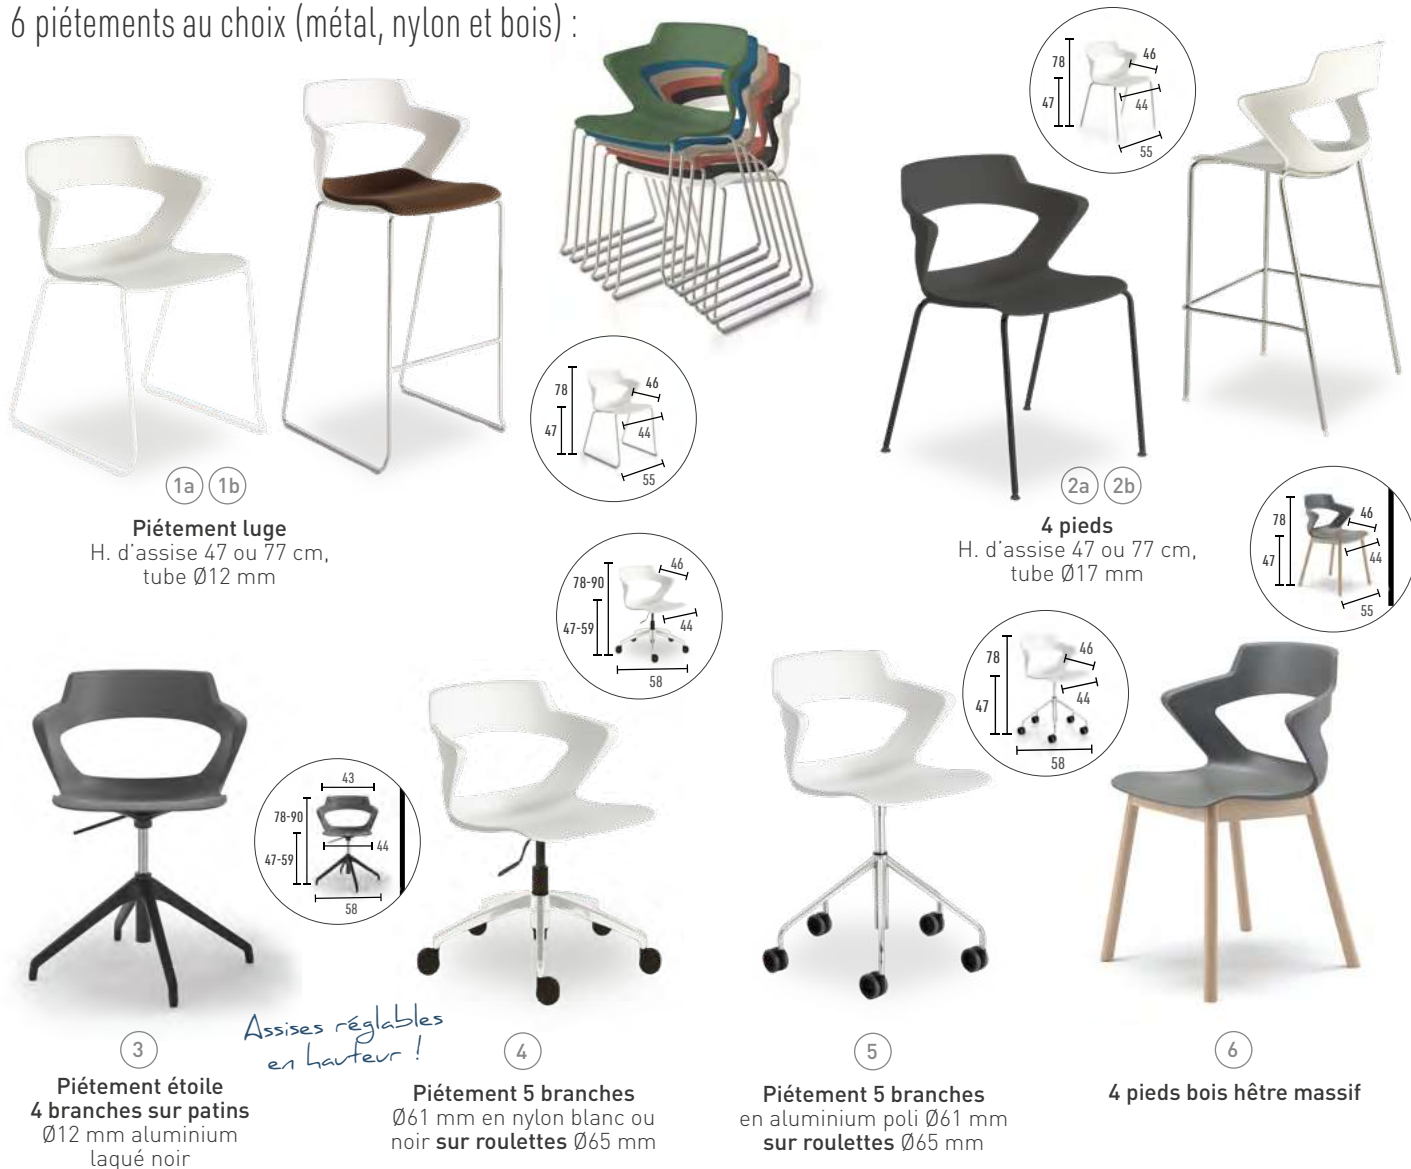 6 piétements au choix (métal, nylon et bois) :
78
46
47
44
55
78
46
47
44
55
1a 1b
Piétement luge
H. d'assise 47 ou 77 cm,
tube Ø12 mm
2a 2b
4 pieds
H. d'assise 47 ou 77 cm,
tube Ø17 mm
78
46
47
44
55
78-90
46
47-59
44
58
78
46
47
44
58
43
78-90
47-59
44
58
Assises réglables
en hauteur !
3
Piétement étoile
4 branches sur patins
Ø12 mm aluminium
laqué noir
4
Piétement 5 branches
Ø61 mm en nylon blanc ou
noir sur roulettes Ø65 mm
5
Piétement 5 branches
en aluminium poli Ø61 mm
sur roulettes Ø65 mm
6
4 pieds bois hêtre massif